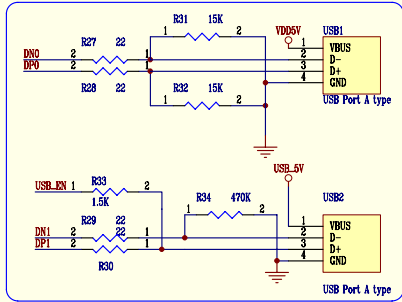 R31 15K
1 2
VDD5V
USB1
R27 22
DN0 2 1
DP0 2 1
R28 22
1 VBUS
2 D-
3 D+
4 GND
R32 15K
1 2
USB Port A type
USB_5V
USB_EN 1 R33 2
1.5K
R34 470K
1 2
USB2
R29 22
DN1 2 22 1
DP1 2 1
R30
1 VBUS
2 D-
3 D+
4 GND
USB Port A type